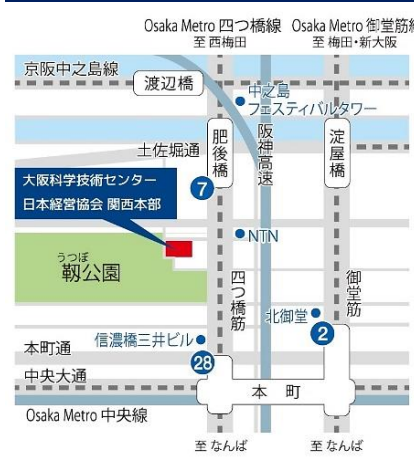 Osaka Metro 四つ橋線 Osaka Metro 御堂筋線
至 西梅田 至 梅田・新大阪
京阪中之島線
渡辺橋
中之島
フェスティバルタワー
土佐堀通
肥後橋
阪神高速
淀屋橋
7
大阪科学技術センター
日本経営協会 関西本部
NTN
うつぼ
靱公園
四つ橋筋
御堂筋
北御堂
2
信濃橋三井ビル
本町通
28
中央大通
本町
Osaka Metro 中央線
至 なんば 至 なんば